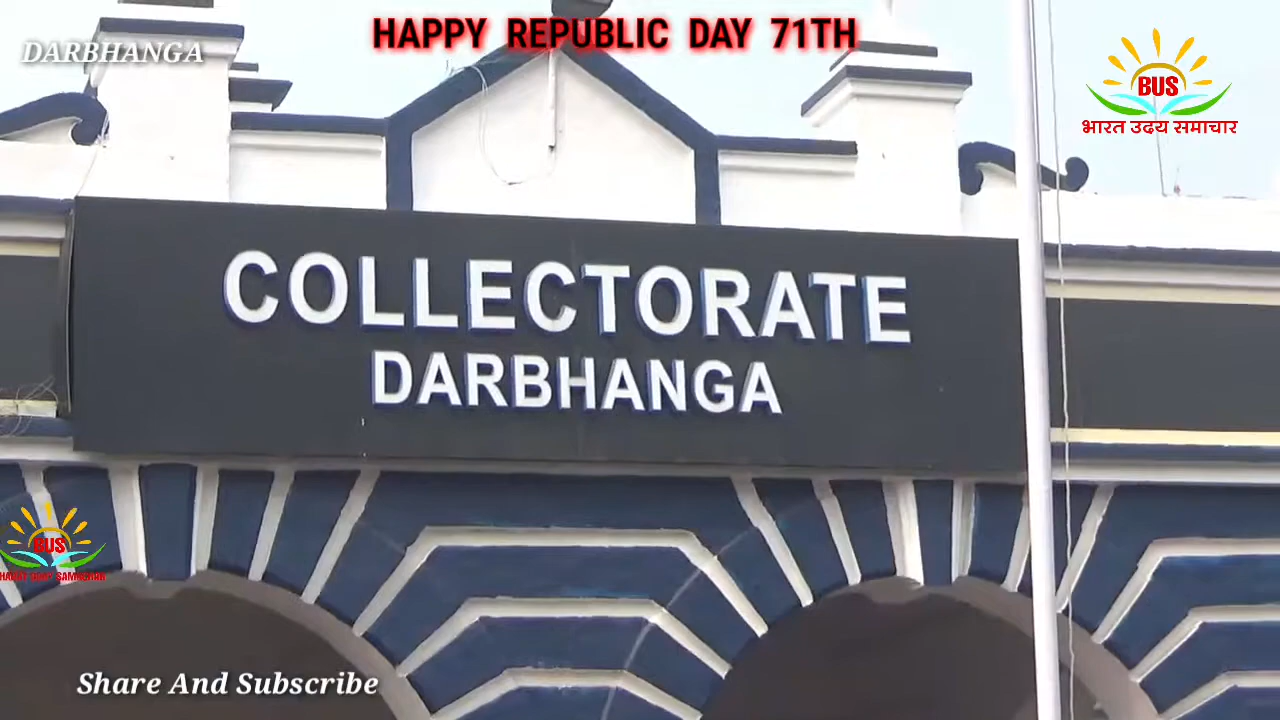 HAPPY REPUBLIC DAY 71TH
DARBHANGA
BUS
भारत उदय समाचार
COLLECTORATE
DARBHANGA
BUS
Share And Subscribe